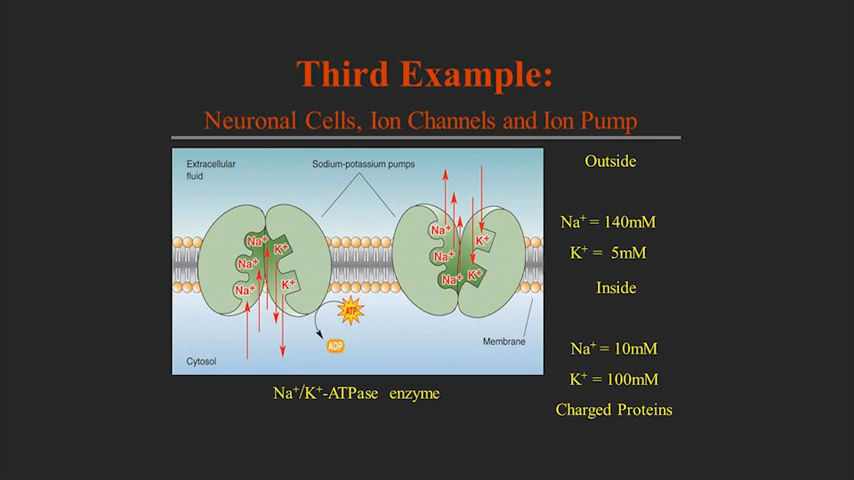 Third Example:
Neuronal Cells, Ion Channels and Ion Pump
Extracellular
fluid
Sodium-potassium pumps
Na⁺
K⁺
Na⁺
Na⁺
K⁺
Na⁺
K⁺
Na⁺
Na⁺
K⁺
ATP
ADP
Membrane
Cytosol
Na⁺/K⁺-ATPase enzyme
Outside
Na⁺ = 140mM
K⁺ = 5mM
Inside
Na⁺ = 10mM
K⁺ = 100mM
Charged Proteins